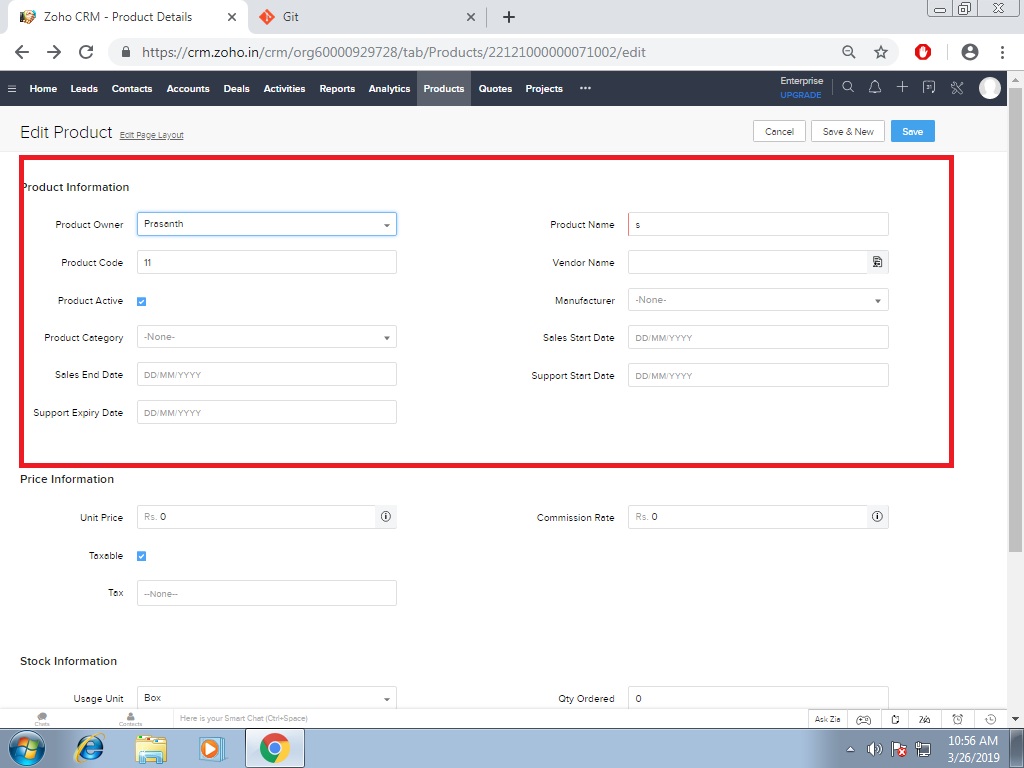 Zoho CRM - Product Details
Git
https://crm.zoho.in/crm/org60000929728/tab/Products/22121000000071002/edit
Home Leads Contacts Accounts Deals Activities Reports Analytics Products Quotes Projects ••• Enterprise
UPGRADE
Edit Product Edit Page Layout Cancel Save & New Save
Product Information
Product Owner Prasanth Product Name s
Product Code 11 Vendor Name
Product Active Manufacturer -None-
Product Category -None- Sales Start Date DD/MM/YYYY
Sales End Date DD/MM/YYYY Support Start Date DD/MM/YYYY
Support Expiry Date DD/MM/YYYY
Price Information
Unit Price Rs. 0 Commission Rate Rs. 0
Taxable
Tax --None--
Stock Information
Usage Unit Box Qty Ordered 0
Chats Contacts Here is your Smart Chat (Ctrl+Space) Ask Zia
10:56 AM
3/26/2019